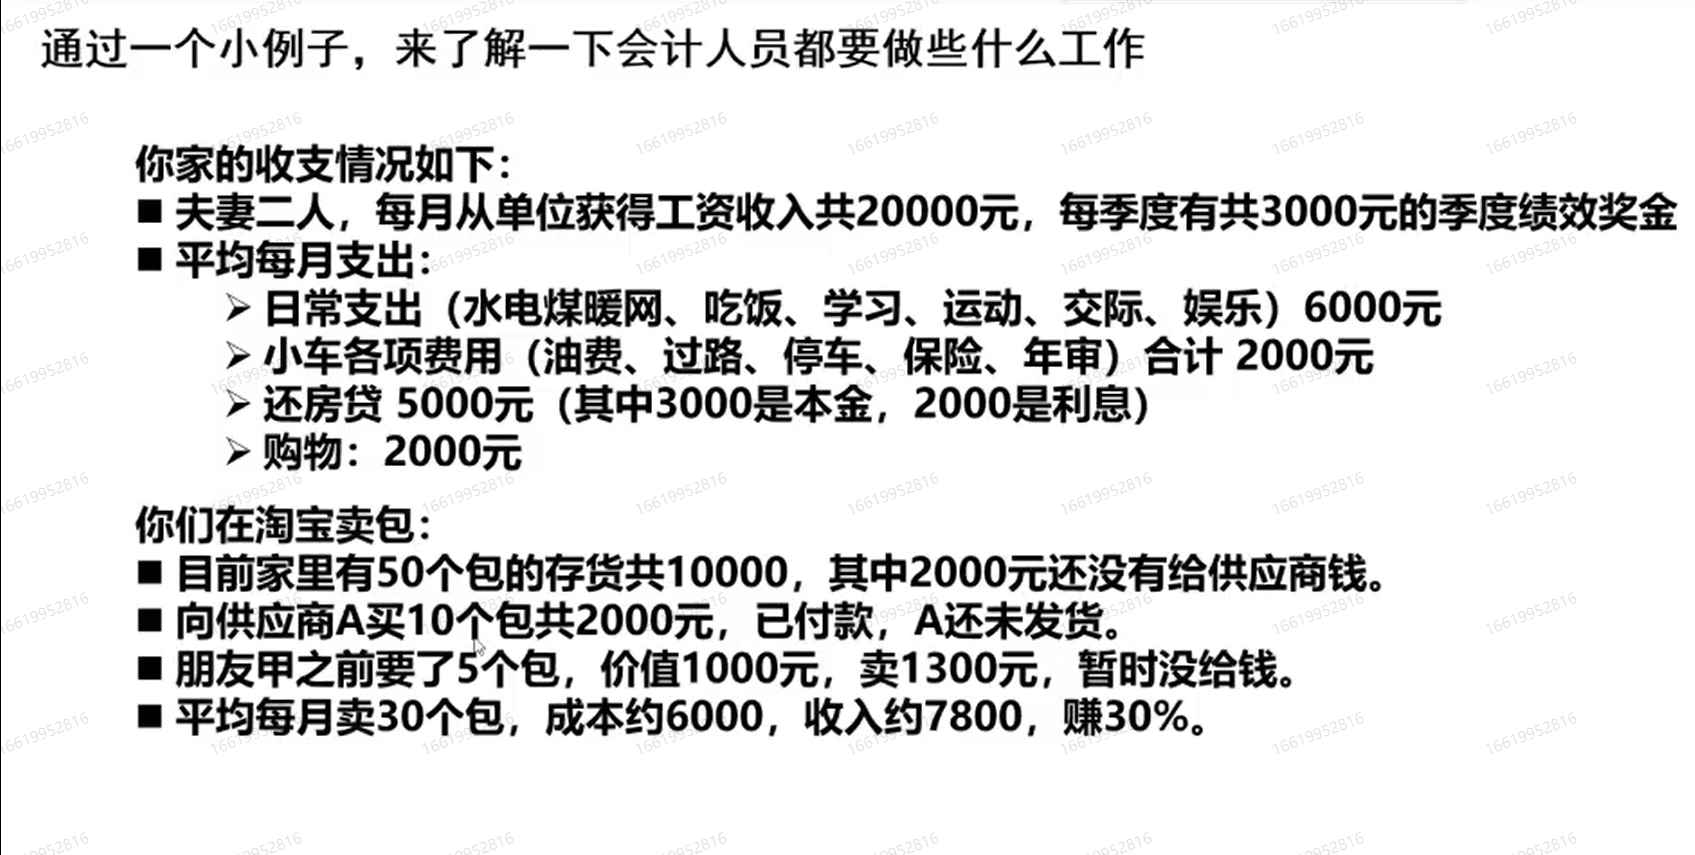 通过一个小例子，来了解一下会计人员都要做些什么工作
你家的收支情况如下：
■ 夫妻二人，每月从单位获得工资收入共20000元，每季度有共3000元的季度绩效奖金
■ 平均每月支出：
➢ 日常支出（水电煤暖网、吃饭、学习、运动、交际、娱乐）6000元
➢ 小车各项费用（油费、过路、停车、保险、年审）合计 2000元
➢ 还房贷 5000元（其中3000是本金，2000是利息）
➢ 购物：2000元
你们在淘宝卖包：
■ 目前家里有50个包的存货共10000，其中2000元还没有给供应商钱。
■ 向供应商A买10个包共2000元，已付款，A还未发货。
■ 朋友甲之前要了5个包，价值1000元，卖1300元，暂时没给钱。
■ 平均每月卖30个包，成本约6000，收入约7800，赚30%。
16619952816